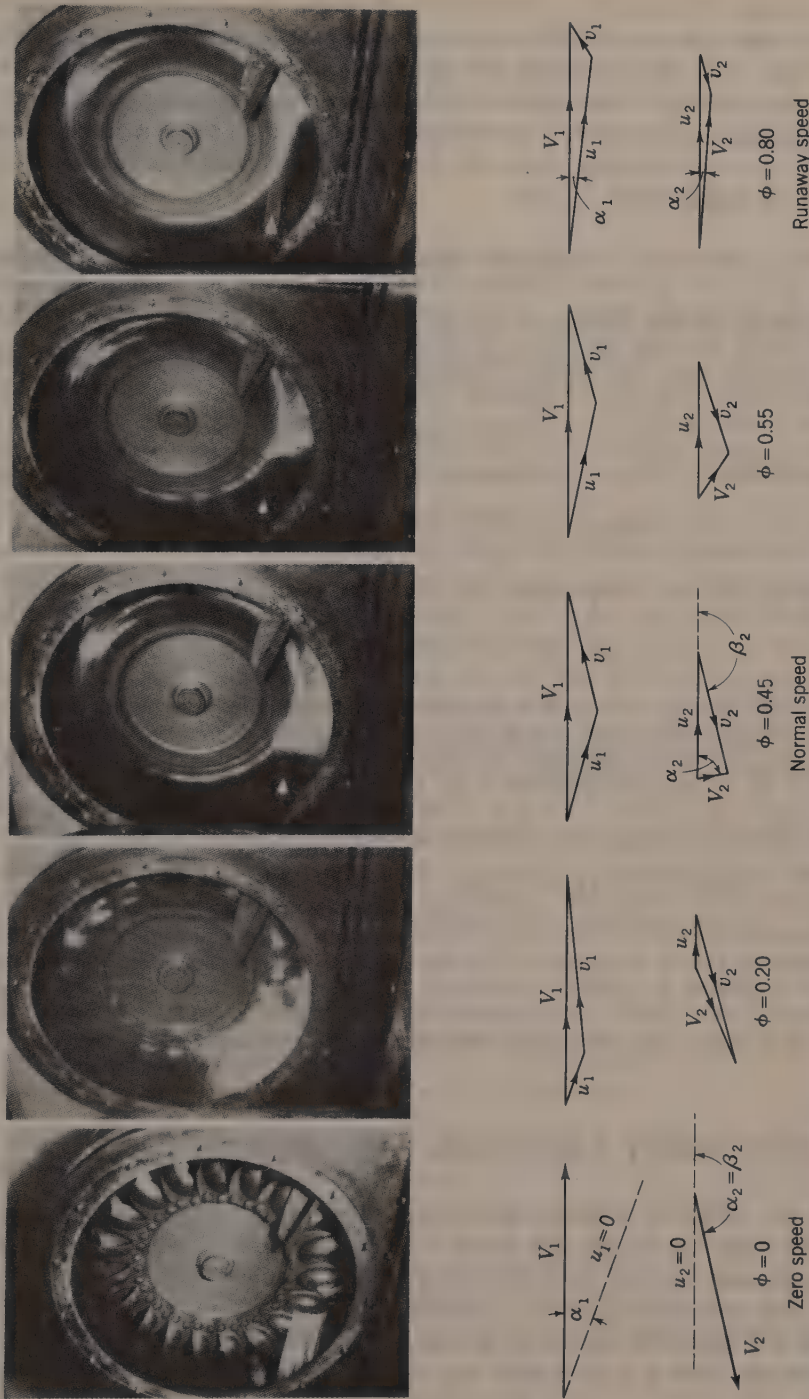 V₁
α₁
u₁=0
u₂=0
α₂=β₂
V₂
φ=0
Zero speed
V₁
u₁
v₁
u₂
V₂
v₂
φ=0.20
V₁
u₁
v₁
α₂
u₂
V₂
v₂
β₂
φ=0.45
Normal speed
V₁
u₁
v₁
u₂
V₂
v₂
φ=0.55
V₁
α₁
u₁
v₁
α₂
u₂
V₂
v₂
φ=0.80
Runaway speed